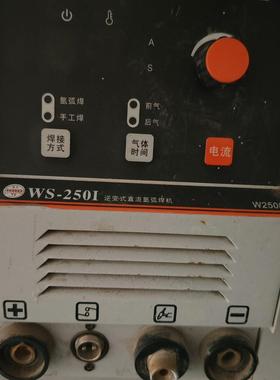 A
S
氩弧焊
手工焊
前气
后气
焊接
方式
气体
时间
电流
WS-250I 逆变式直流氩弧焊机
W250
+
−